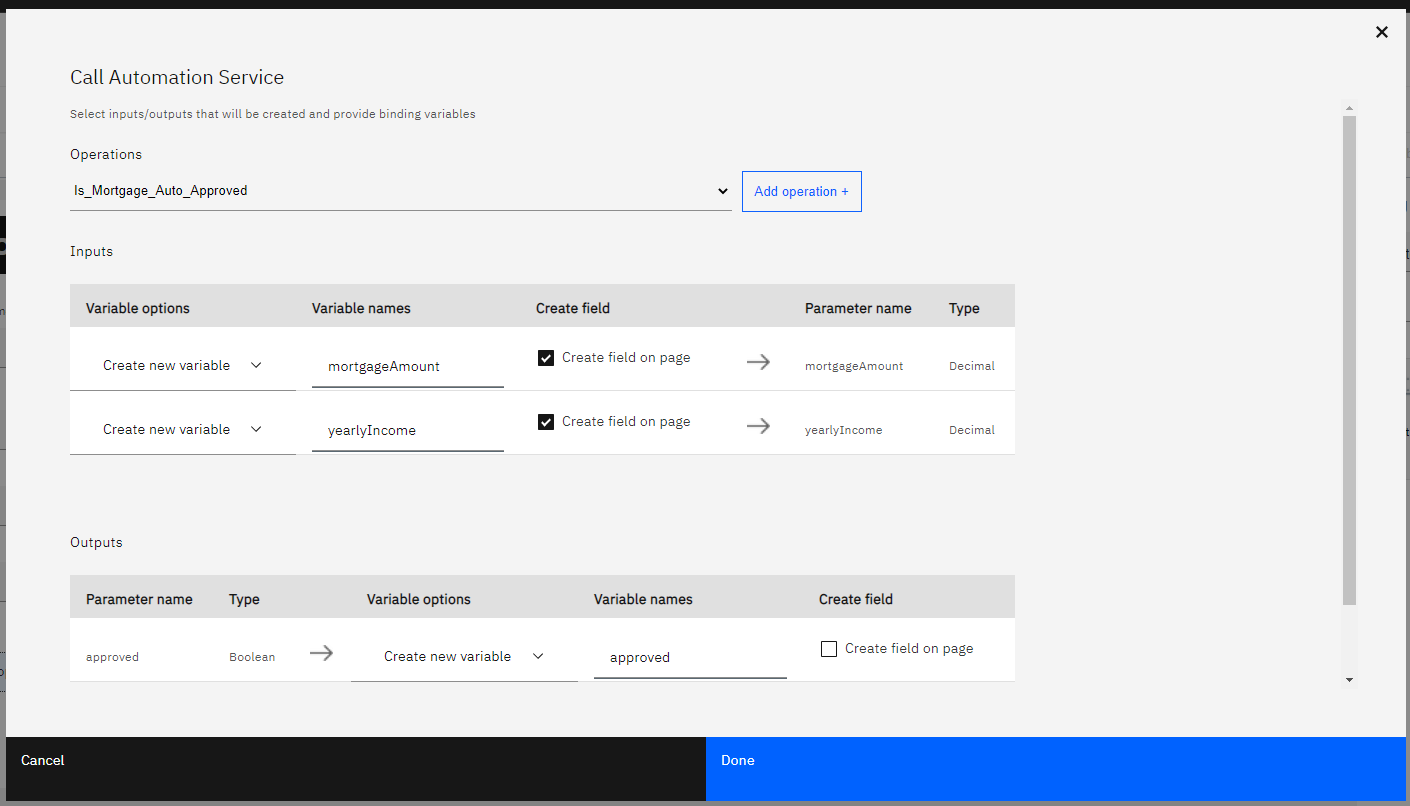 Call Automation Service
Select inputs/outputs that will be created and provide binding variables
Operations
Is_Mortgage_Auto_Approved
Add operation +
Inputs
Variable options Variable names Create field Parameter name Type
Create new variable mortgageAmount Create field on page mortgageAmount Decimal
Create new variable yearlyIncome Create field on page yearlyIncome Decimal
Outputs
Parameter name Type Variable options Variable names Create field
approved Boolean Create new variable approved Create field on page
Cancel Done